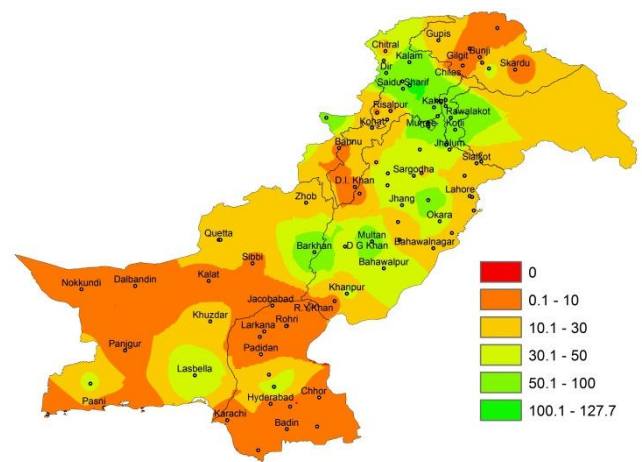 Gupis
Chitral
Kalam
Gilgit
Bunji
Dir
Chilas
Skardu
Saidu Sharif
Risalpur
Kakul
Rawalakot
Kohat
Kotli
Bannu
Jhalum
Sialkot
D.I. Khan
Sargodha
Lahore
Zhob
Jhang
Okara
Quetta
Multan
Barkhan
D G Khan
Bahawalnagar
Sibbi
Bahawalpur
Kalat
Nokkundi
Dalbandin
Khanpur
Jacobabad
R.Y.Khan
Khuzdar
Rohri
Larkana
Panjgur
Padidan
Lasbella
Pasni
Hyderabad
Chhor
Karachi
Badin
0
0.1 - 10
10.1 - 30
30.1 - 50
50.1 - 100
100.1 - 127.7